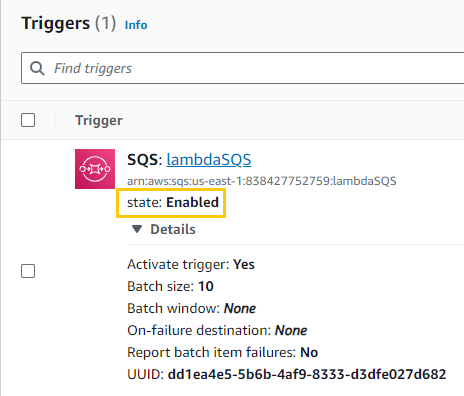 Triggers (1) Info
Find triggers
Trigger
SQS: lambdaSQS
arn:aws:sqs:us-east-1:838427752759:lambdaSQS
state: Enabled
▼ Details
Activate trigger: Yes
Batch size: 10
Batch window: None
On-failure destination: None
Report batch item failures: No
UUID: dd1ea4e5-5b6b-4af9-8333-d3dfe027d682